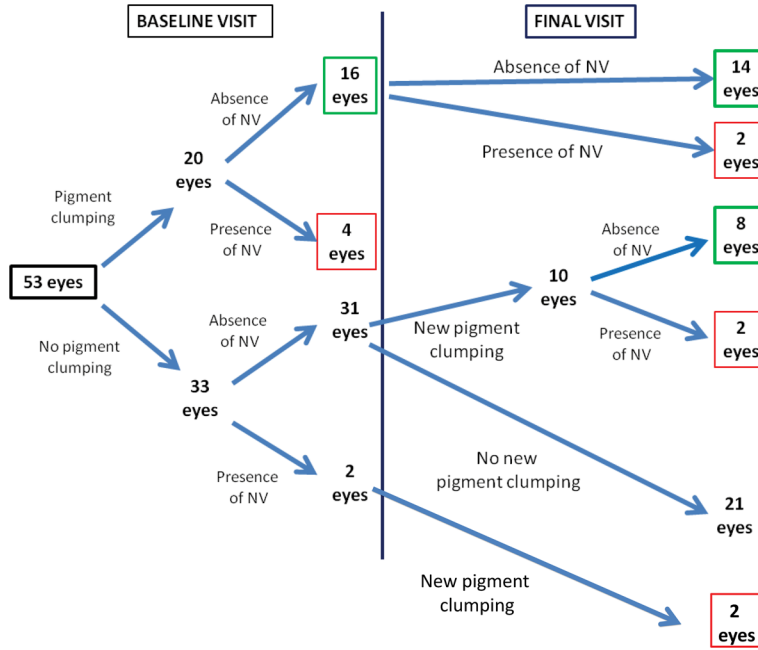 BASELINE VISIT
FINAL VISIT
16
eyes
Absence of NV
14
eyes
Absence
of NV
2
eyes
Presence of NV
20
eyes
Pigment
clumping
Presence
of NV
4
eyes
8
eyes
Absence
of NV
53 eyes
10
eyes
31
eyes
Absence
of NV
New pigment
clumping
Presence
of NV
2
eyes
No pigment
clumping
33
eyes
No new
pigment clumping
Presence
of NV
2
eyes
21
eyes
New pigment
clumping
2
eyes